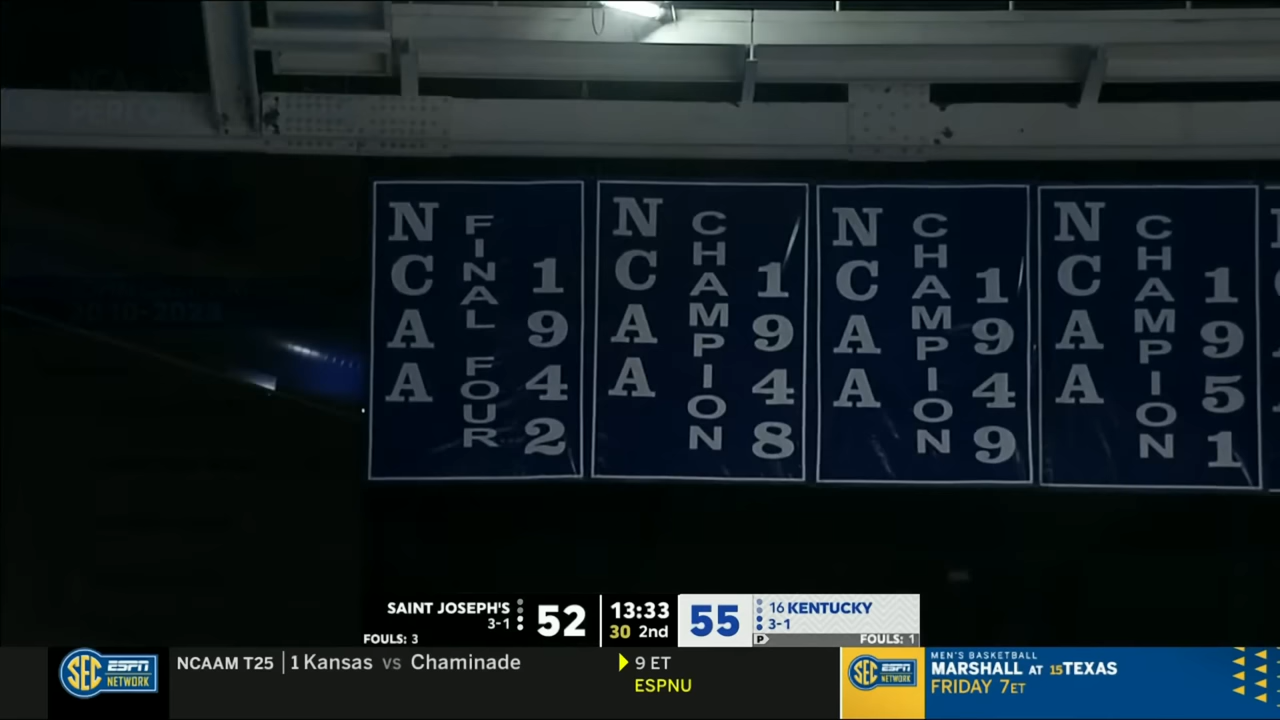 NCAA FINAL FOUR 1942
NCAA CHAMPION 1948
NCAA CHAMPION 1949
NCAA CHAMPION 1951
SAINT JOSEPH'S
3-1
FOULS: 3
52
13:33
30 2nd
55
16 KENTUCKY
3-1
P
FOULS: 1
SEC ESPN NETWORK
NCAAM T25 | 1 Kansas vs Chaminade
9 ET
ESPNU
SEC ESPN NETWORK
MEN'S BASKETBALL
MARSHALL AT 15 TEXAS
FRIDAY 7ET